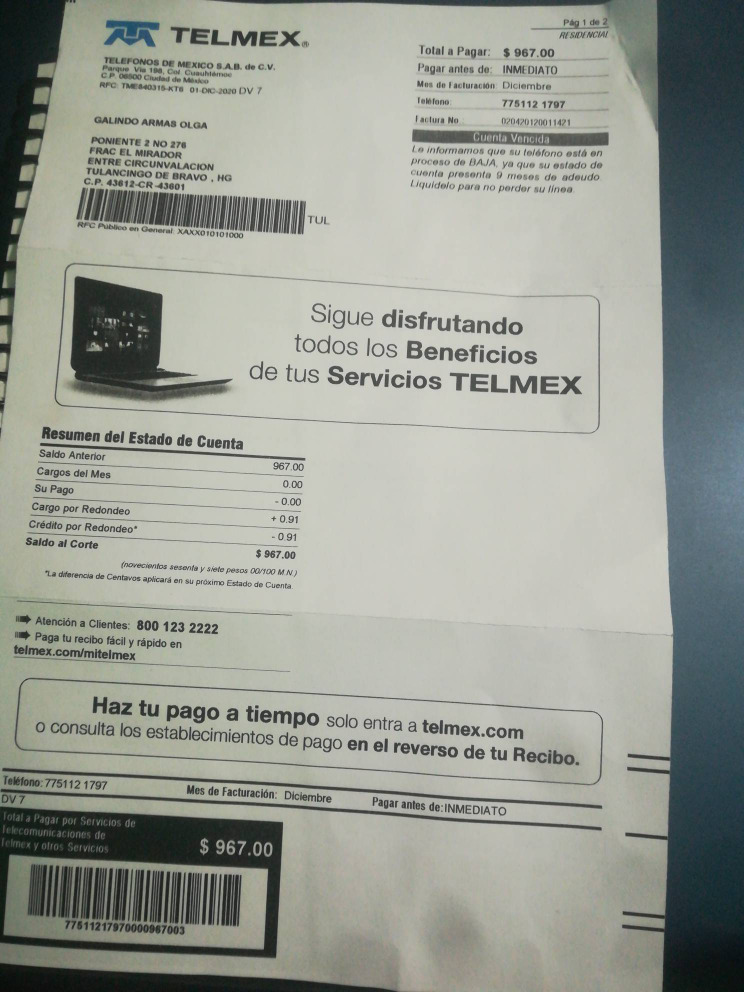 TELMEX®
TELEFONOS DE MEXICO S.A.B. de C.V.
Parque Vía 198, Col. Cuauhtémoc
C.P. 06500 Ciudad de México
RFC: TME840315-KT6 01-DIC-2020 DV 7
GALINDO ARMAS OLGA
PONIENTE 2 NO 276
FRAC EL MIRADOR
ENTRE CIRCUNVALACION
TULANCINGO DE BRAVO , HG
C.P. 43612-CR -43601
TUL
RFC Público en General: XAXX010101000
Pág 1 de 2
RESIDENCIAL
Total a Pagar: $ 967.00
Pagar antes de: INMEDIATO
Mes de Facturación: Diciembre
Teléfono: 775112 1797
Factura No. 020420120011421
Cuenta Vencida
Le informamos que su teléfono está en
proceso de BAJA, ya que su estado de
cuenta presenta 9 meses de adeudo.
Liquídelo para no perder su línea.
Sigue disfrutando
todos los Beneficios
de tus Servicios TELMEX
Resumen del Estado de Cuenta
Saldo Anterior 967.00
Cargos del Mes 0.00
Su Pago - 0.00
Cargo por Redondeo + 0.91
Crédito por Redondeo* - 0.91
Saldo al Corte $ 967.00
(novecientos sesenta y siete pesos 00/100 M.N.)
*La diferencia de Centavos aplicará en su próximo Estado de Cuenta.
Atención a Clientes: 800 123 2222
Paga tu recibo fácil y rápido en
telmex.com/mitelmex
Haz tu pago a tiempo solo entra a telmex.com
o consulta los establecimientos de pago en el reverso de tu Recibo.
Teléfono: 775112 1797 Mes de Facturación: Diciembre Pagar antes de: INMEDIATO
DV 7
Total a Pagar por Servicios de
Telecomunicaciones de
Telmex y otros Servicios
$ 967.00
77511217970000967003